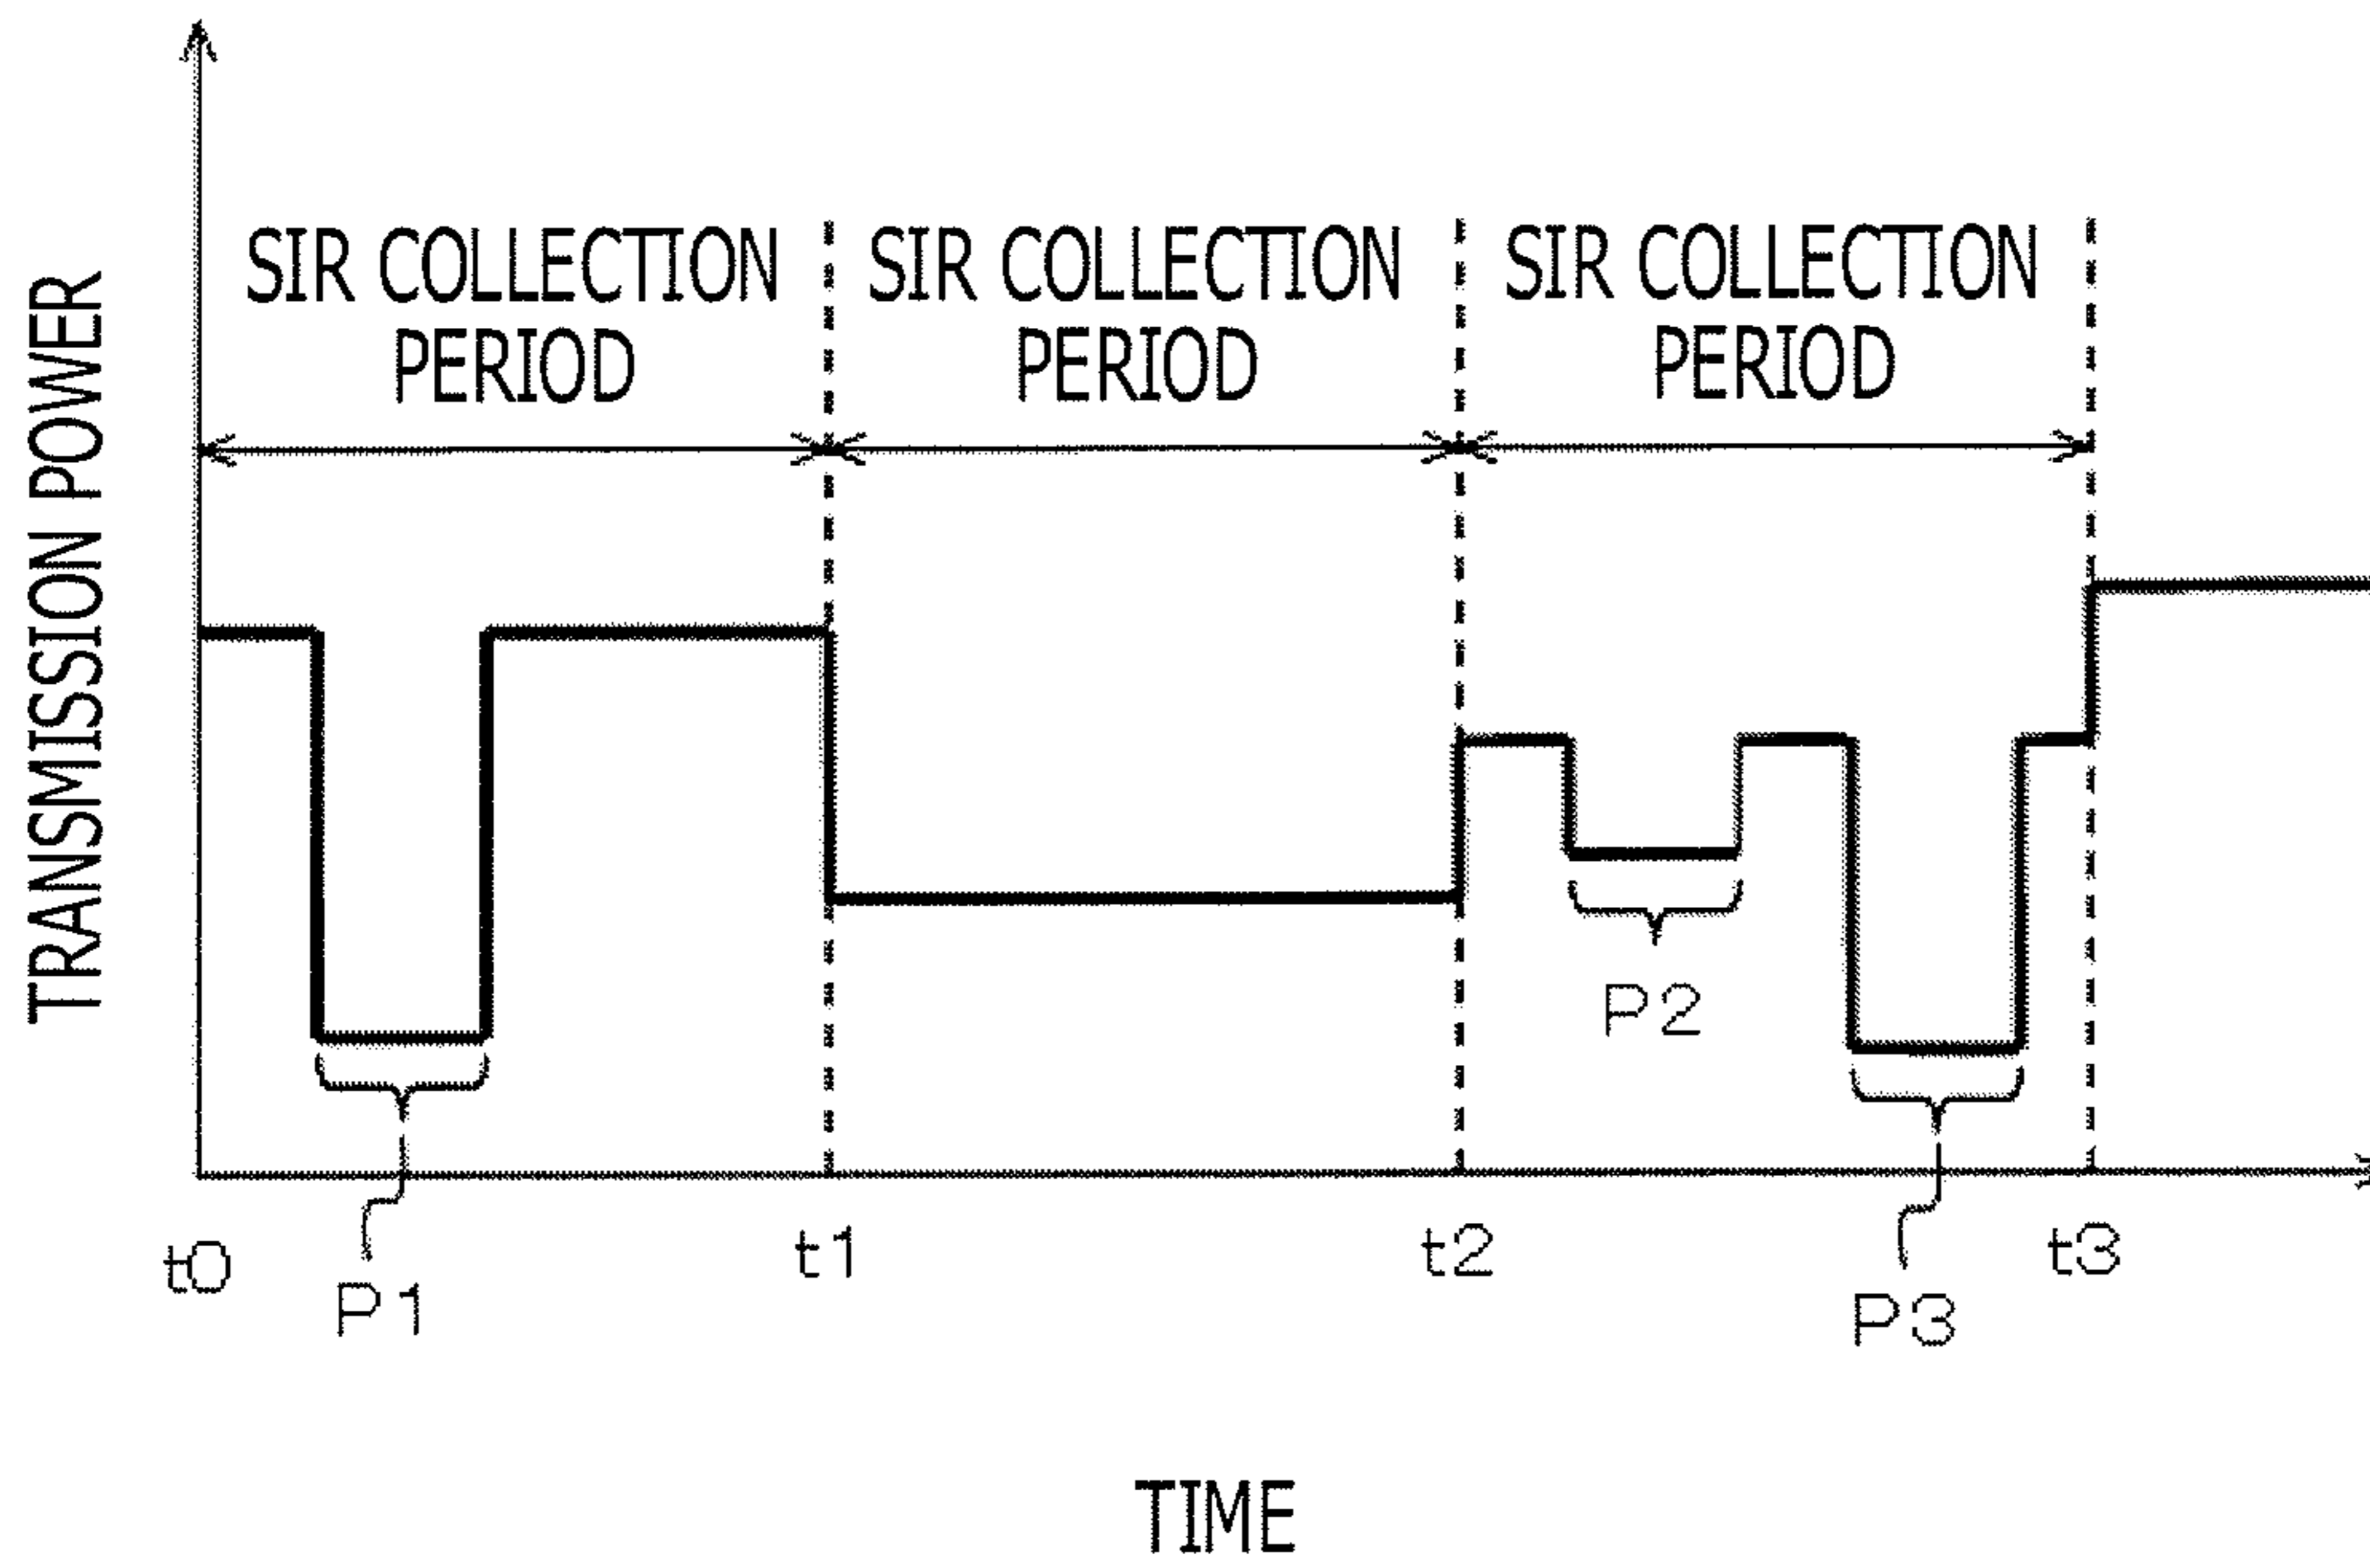 TRANSMISSION POWER
SIR COLLECTION
PERIOD
SIR COLLECTION
PERIOD
SIR COLLECTION
PERIOD
P2
t0
t1
t2
t3
P1
P3
TIME